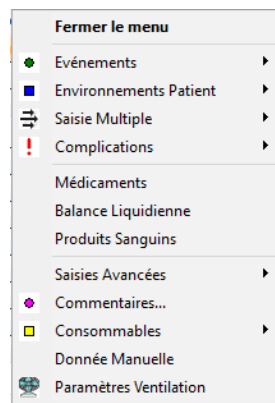 Fermer le menu
Evénements
Environnements Patient
Saisie Multiple
Complications
Médicaments
Balance Liquidienne
Produits Sanguins
Saisies Avancées
Commentaires...
Consommables
Donnée Manuelle
Paramètres Ventilation